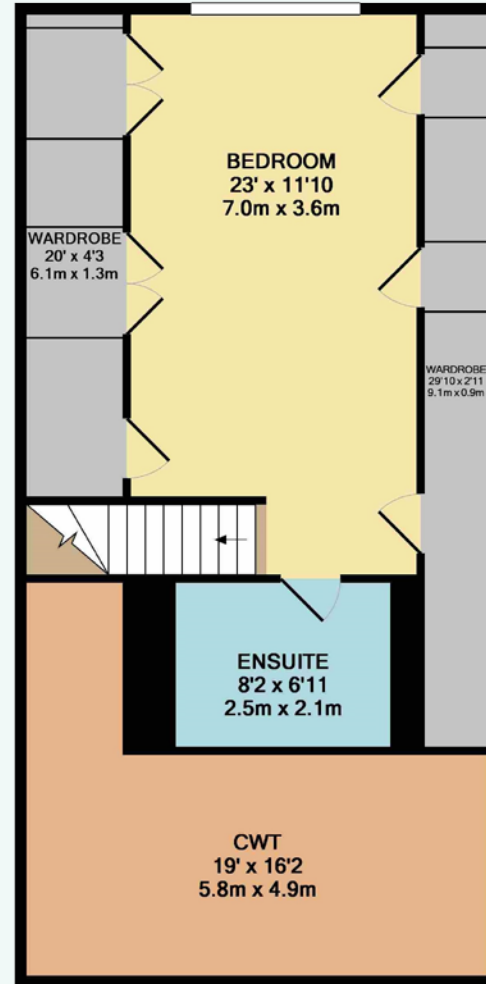 BEDROOM
23' x 11'10
7.0m x 3.6m
WARDROBE
20' x 4'3
6.1m x 1.3m
WARDROBE
29'10 x 2'11
9.1m x 0.9m
ENSUITE
8'2 x 6'11
2.5m x 2.1m
CWT
19' x 16'2
5.8m x 4.9m